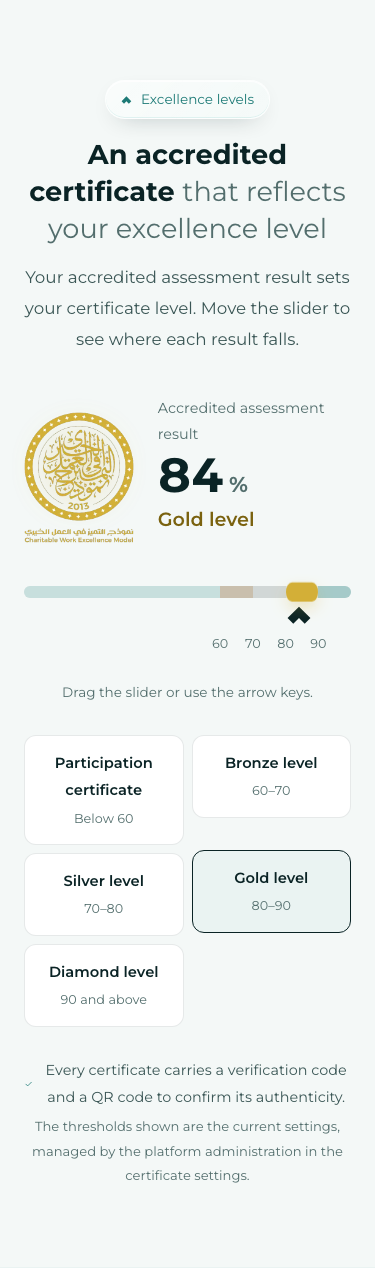 Excellence levels
An accredited
certificate that reflects
your excellence level
Your accredited assessment result sets
your certificate level. Move the slider to
see where each result falls.
2013
نموذج التميز في العمل الخيري
Charitable Work Excellence Model
Accredited assessment
result
84 %
Gold level
60 70 80 90
Drag the slider or use the arrow keys.
Participation
certificate
Below 60
Bronze level
60–70
Silver level
70–80
Gold level
80–90
Diamond level
90 and above
Every certificate carries a verification code
and a QR code to confirm its authenticity.
The thresholds shown are the current settings,
managed by the platform administration in the
certificate settings.